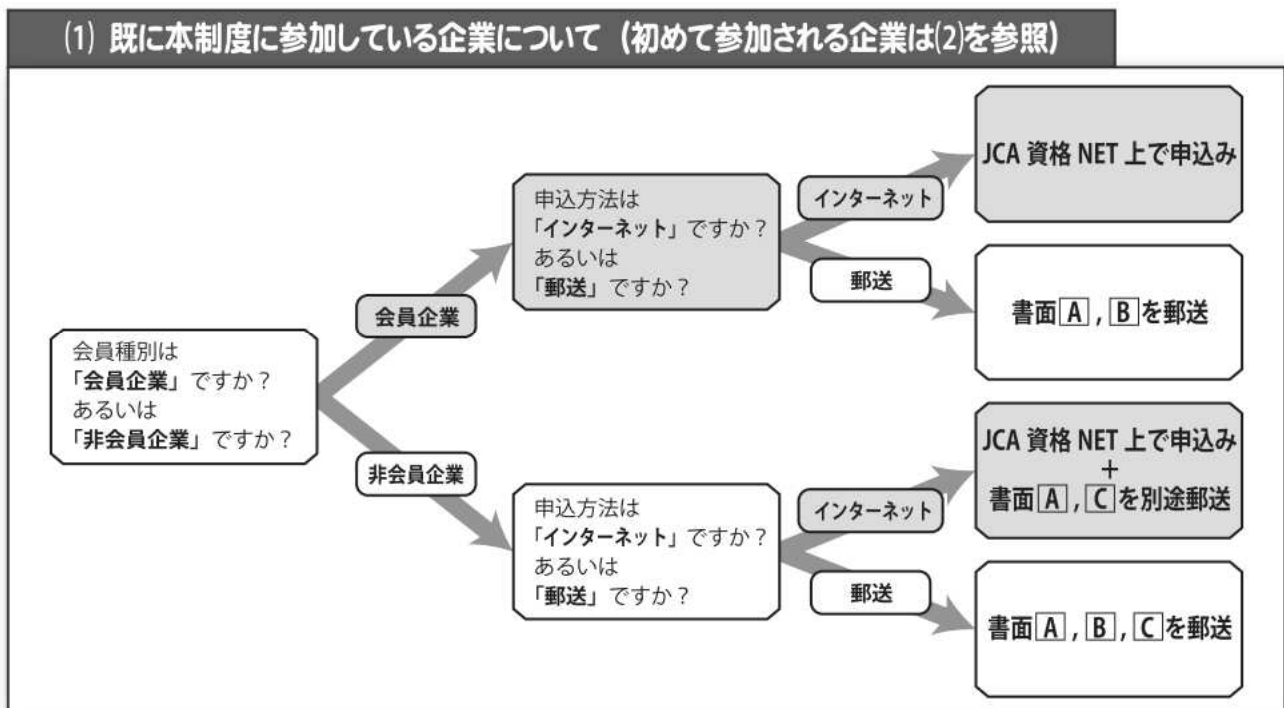 (1) 既に本制度に参加している企業について（初めて参加される企業は(2)を参照）
会員種別は
「会員企業」ですか？
あるいは
「非会員企業」ですか？
会員企業
申込方法は
「インターネット」ですか？
あるいは
「郵送」ですか？
インターネット
JCA 資格 NET 上で申込み
郵送
書面 A , B を郵送
非会員企業
申込方法は
「インターネット」ですか？
あるいは
「郵送」ですか？
インターネット
JCA 資格 NET 上で申込み
+
書面 A , C を別途郵送
郵送
書面 A , B , C を郵送